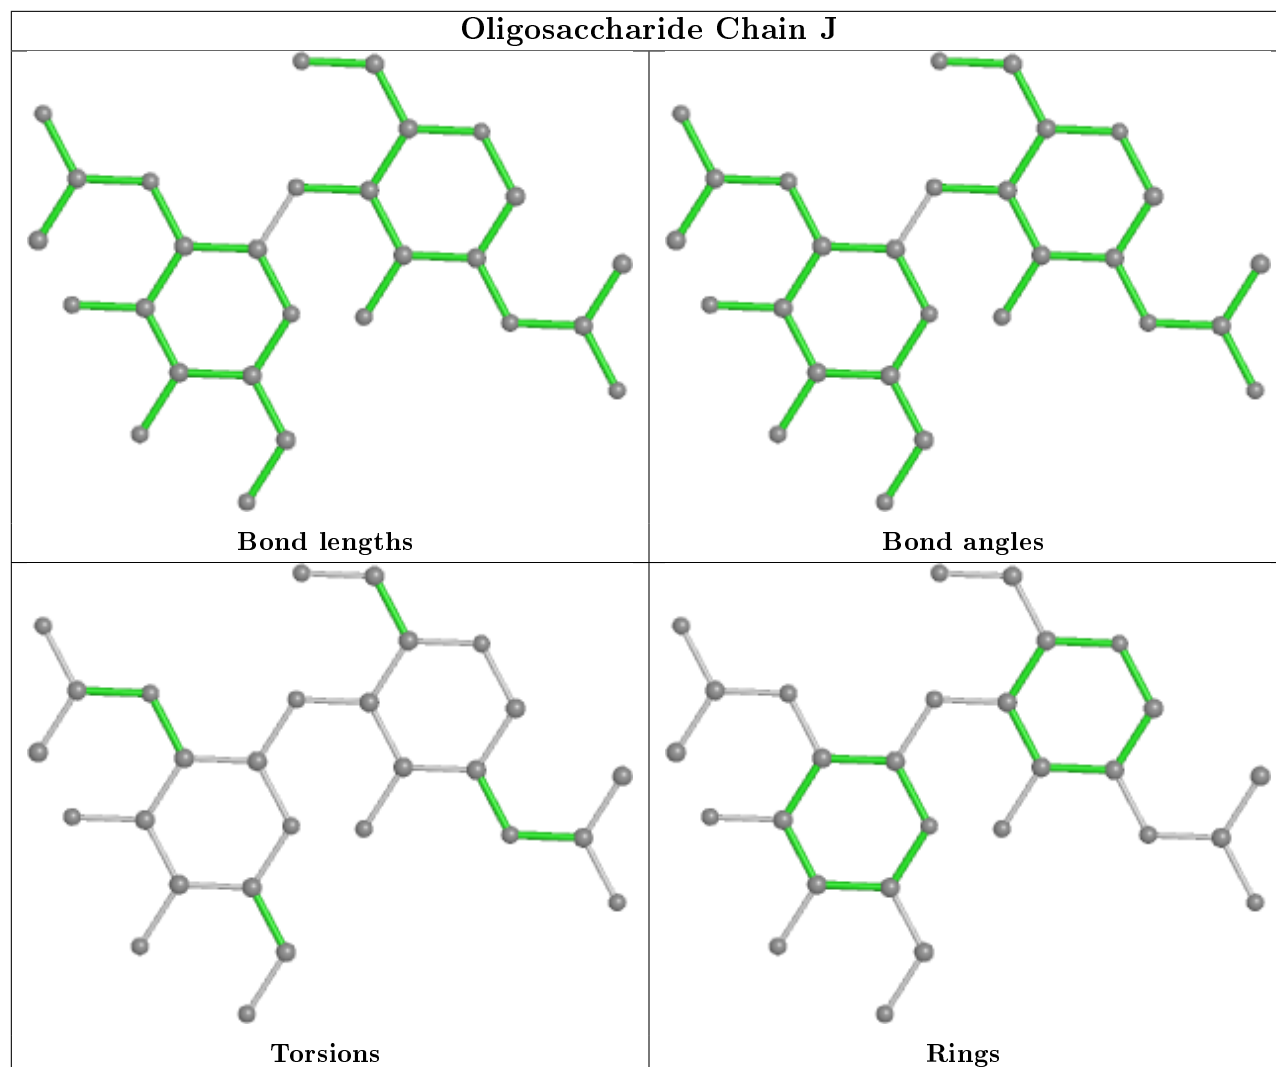 Oligosaccharide Chain J
Bond lengths
Bond angles
Torsions
Rings